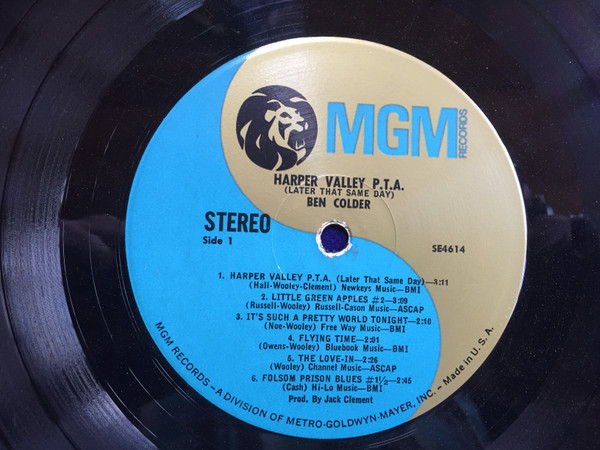 MGM RECORDS
HARPER VALLEY P.T.A.
(LATER THAT SAME DAY)
BEN COLDER
STEREO
Side 1
SE4614
1. HARPER VALLEY P.T.A. (Later That Same Day)—3:11
(Hall-Wooley-Clement) Newkeys Music—BMI
2. LITTLE GREEN APPLES #2—3:09
(Russell-Wooley) Russell-Cason Music—ASCAP
3. IT'S SUCH A PRETTY WORLD TONIGHT—2:10
(Noe-Wooley) Free Way Music—BMI
4. FLYING TIME—2:01
(Owens-Wooley) Bluebook Music—BMI
5. THE LOVE-IN—2:26
(Wooley) Channel Music—ASCAP
6. FOLSOM PRISON BLUES #1½—2:45
(Cash) Hi-Lo Music—BMI
Prod. By Jack Clement
MGM RECORDS—A DIVISION OF METRO-GOLDWYN-MAYER, INC.—Made in U.S.A.